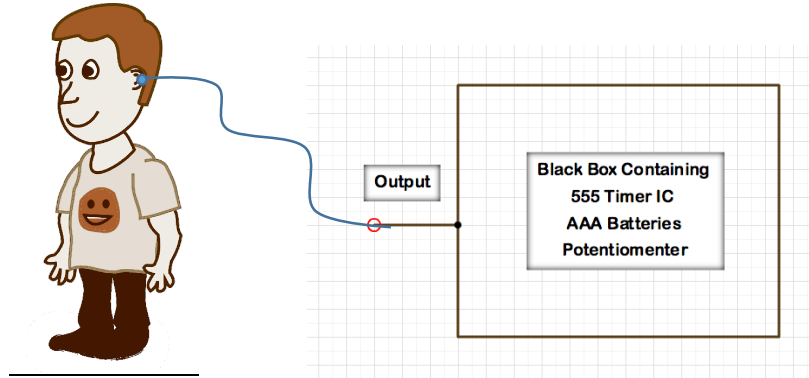 Output
Black Box Containing
555 Timer IC
AAA Batteries
Potentiomenter